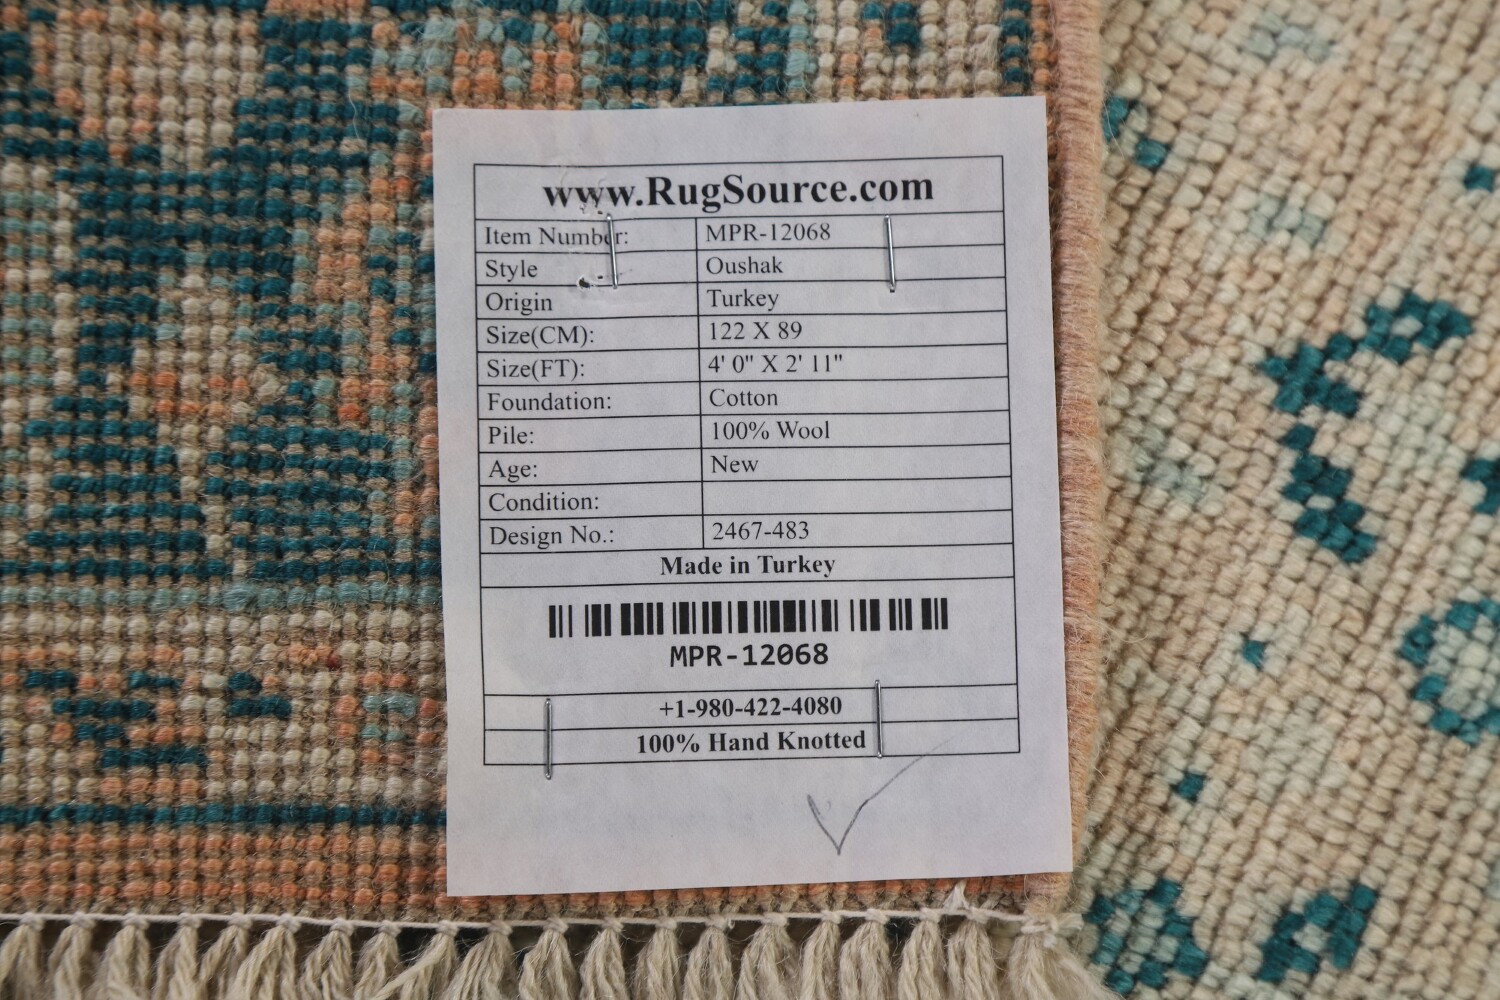 www.RugSource.com
Item Number: MPR-12068
Style Oushak
Origin Turkey
Size(CM): 122 X 89
Size(FT): 4' 0" X 2' 11"
Foundation: Cotton
Pile: 100% Wool
Age: New
Condition:
Design No.: 2467-483
Made in Turkey
MPR-12068
+1-980-422-4080
100% Hand Knotted